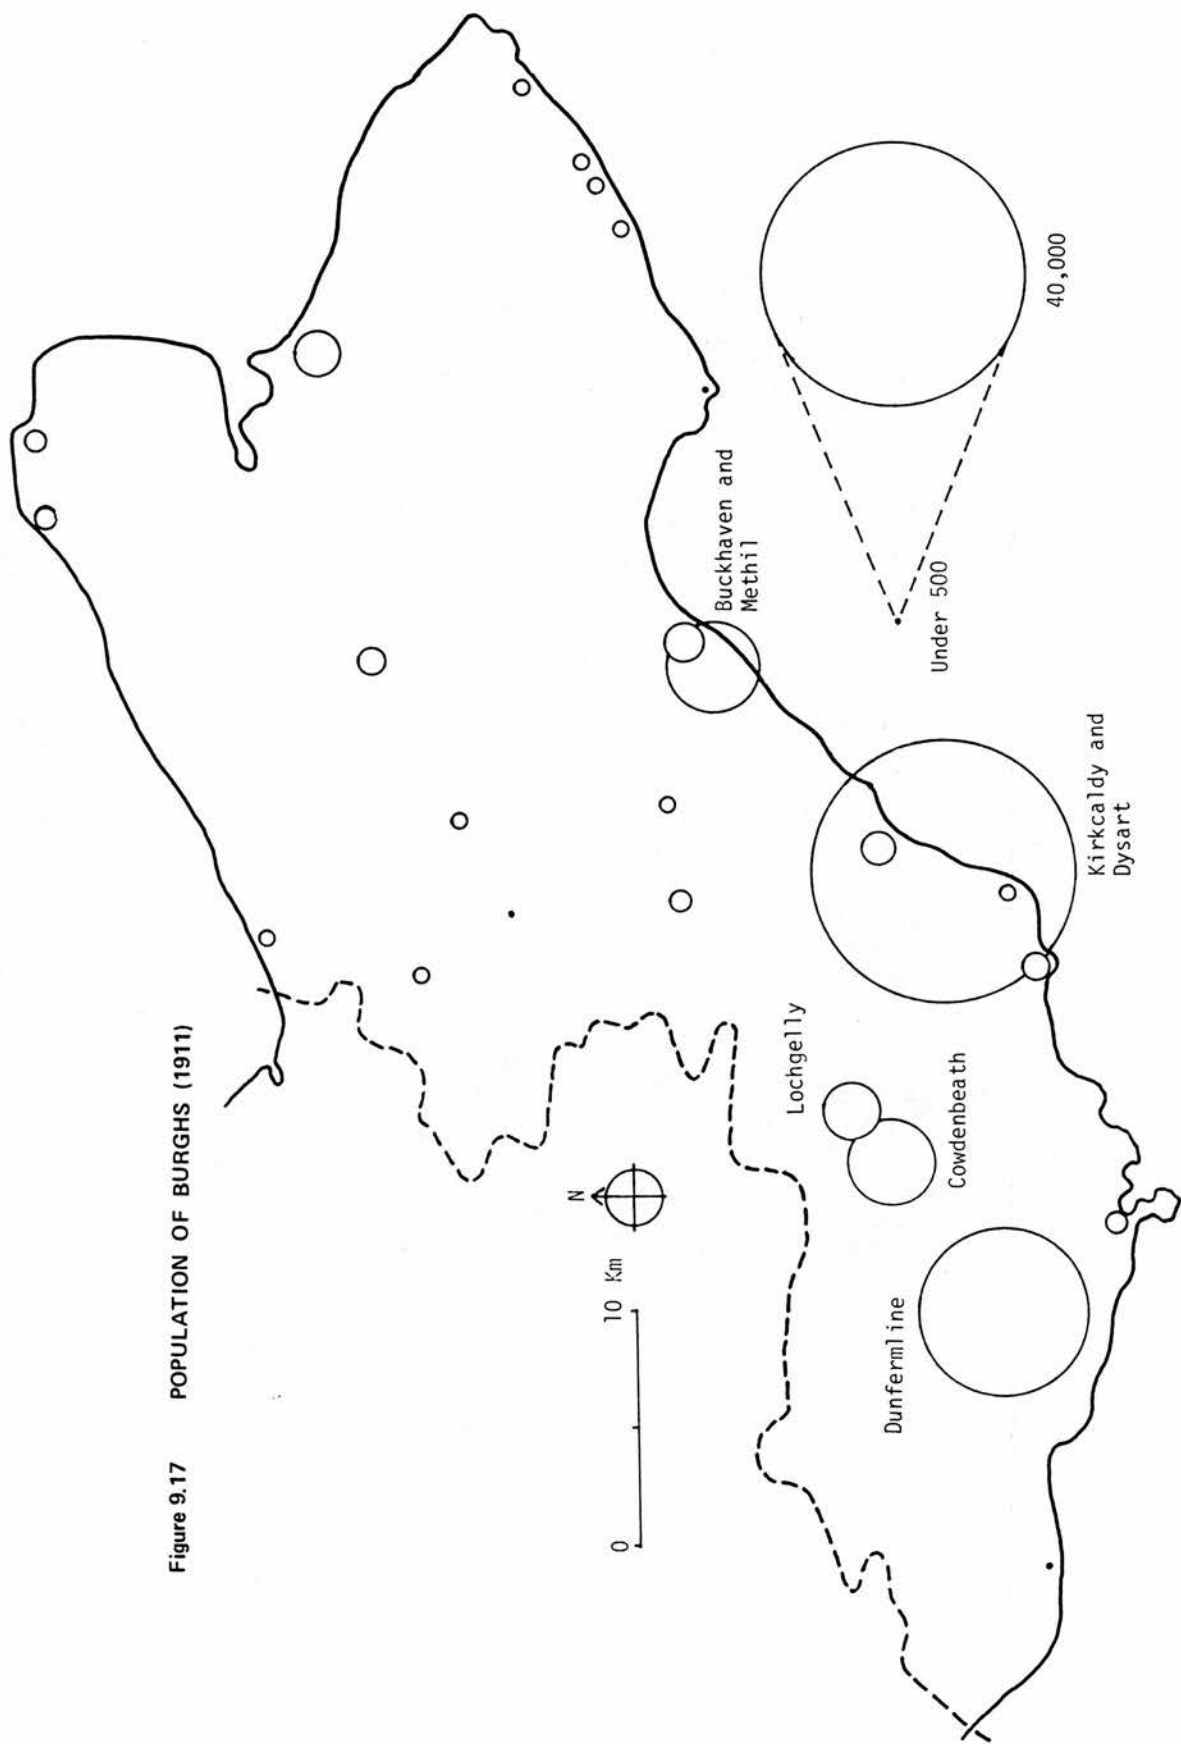 Figure 9.17 POPULATION OF BURGHS (1911)
N
0 10 Km
Dunfermline
Lochgelly
Cowdenbeath
Kirkcaldy and
Dysart
Buckhaven and
Methil
Under 500
40,000